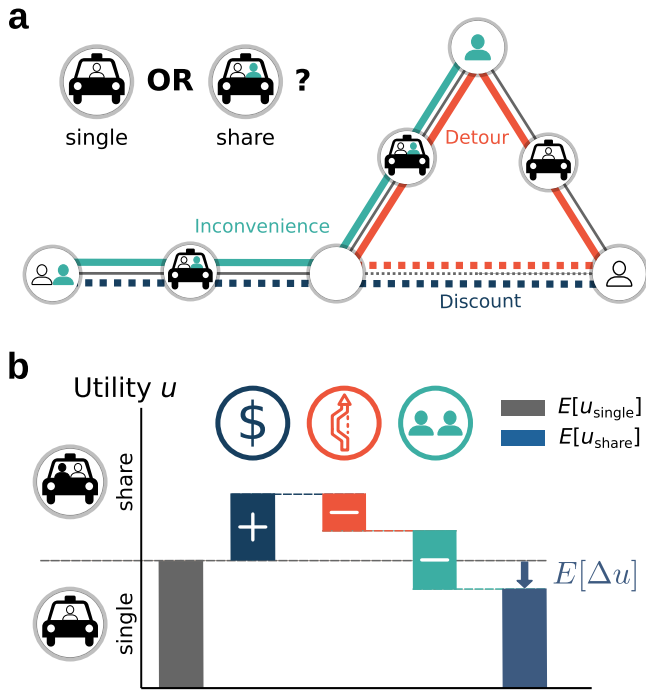 a
single OR share ?
Detour
Inconvenience
Discount
b
Utility u
$
E[u_single]
E[u_share]
share
+
−
−
E[Δu]
single